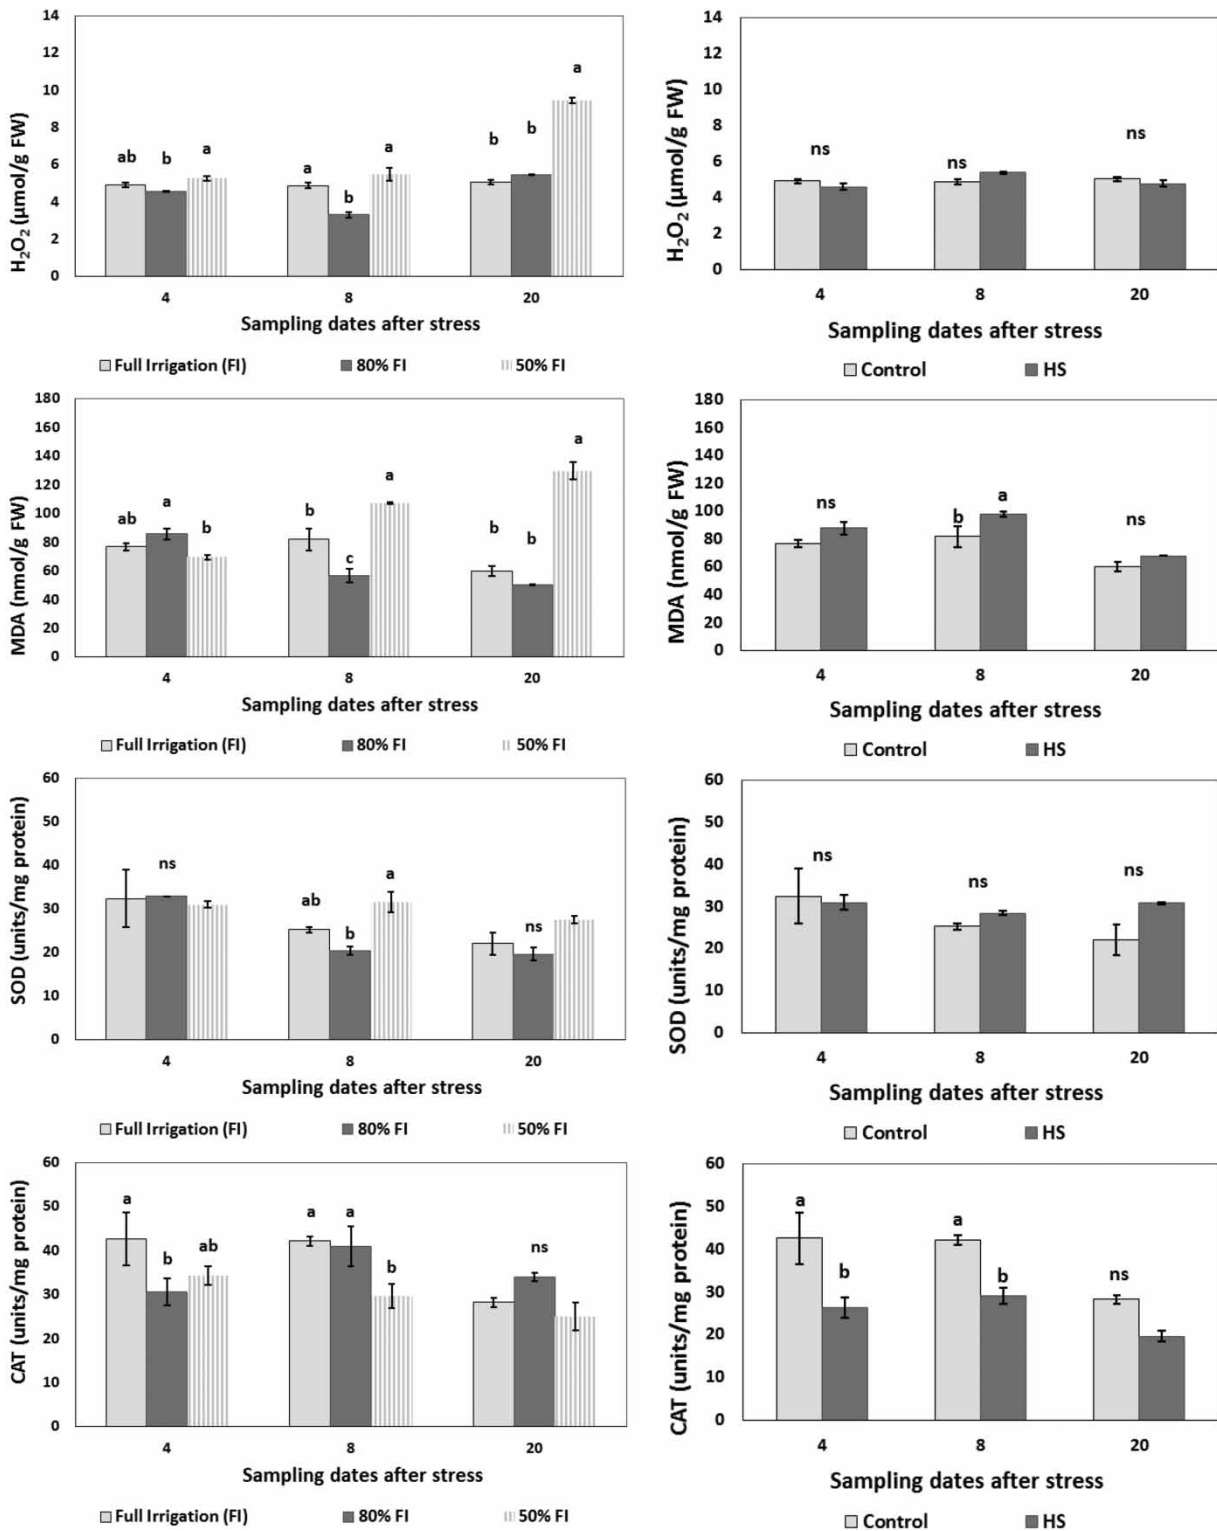 14
12
10
8
6
4
2
0
H2O2 (µmol/g FW)
ab b a
a b a
b b a
4 8 20
Sampling dates after stress
Full Irrigation (FI) 80% FI 50% FI
14
12
10
8
6
4
2
0
H2O2 (µmol/g FW)
ns ns ns
4 8 20
Sampling dates after stress
Control HS
180
160
140
120
100
80
60
40
20
0
MDA (nmol/g FW)
ab a b
b c a
b b a
4 8 20
Sampling dates after stress
Full Irrigation (FI) 80% FI 50% FI
180
160
140
120
100
80
60
40
20
0
MDA (nmol/g FW)
ns b a ns
4 8 20
Sampling dates after stress
Control HS
60
50
40
30
20
10
0
SOD (units/mg protein)
ns
ab b a
ns
4 8 20
Sampling dates after stress
Full Irrigation (FI) 80% FI 50% FI
60
50
40
30
20
10
0
SOD (units/mg protein)
ns ns ns
4 8 20
Sampling dates after stress
Control HS
60
50
40
30
20
10
0
CAT (units/mg protein)
a b ab
a a b
ns
4 8 20
Sampling dates after stress
Full Irrigation (FI) 80% FI 50% FI
60
50
40
30
20
10
0
CAT (units/mg protein)
a b a b ns
4 8 20
Sampling dates after stress
Control HS